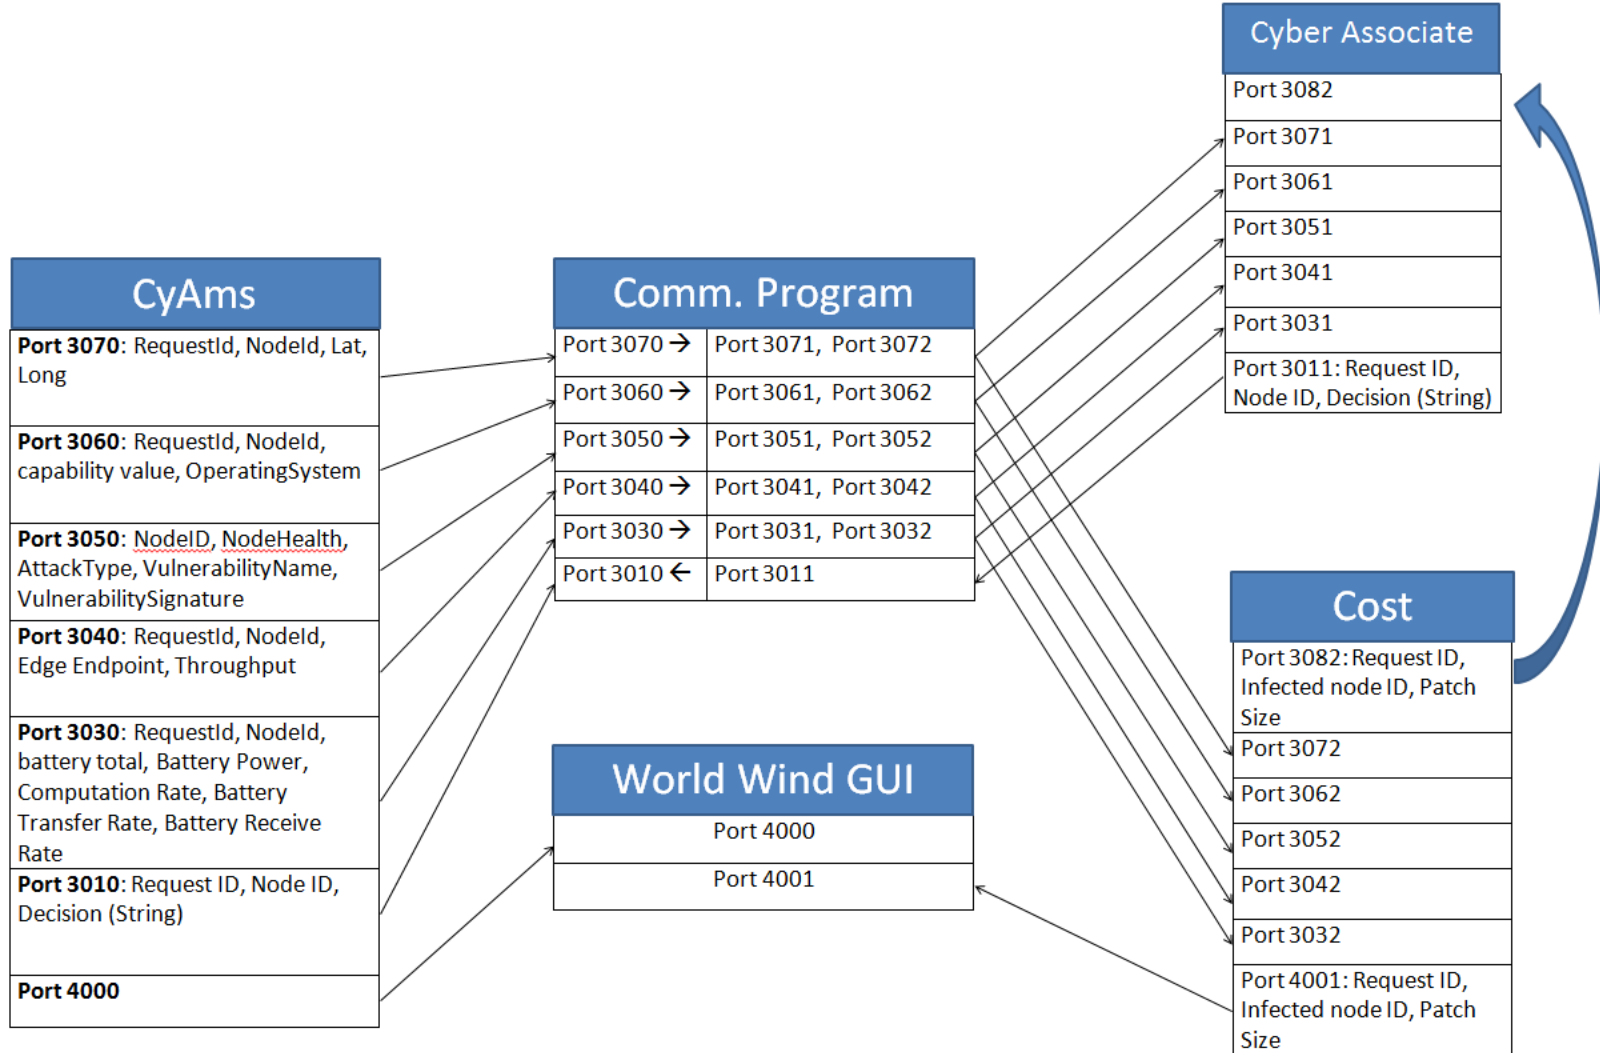 Cyber Associate
Port 3082
Port 3071
Port 3061
Port 3051
Port 3041
Port 3031
Port 3011: Request ID,
Node ID, Decision (String)
CyAms
Port 3070: RequestId, NodeId, Lat,
Long
Port 3060: RequestId, NodeId,
capability value, OperatingSystem
Port 3050: NodeID, NodeHealth,
AttackType, VulnerabilityName,
VulnerabilitySignature
Port 3040: RequestId, NodeId,
Edge Endpoint, Throughput
Port 3030: RequestId, NodeId,
battery total, Battery Power,
Computation Rate, Battery
Transfer Rate, Battery Receive
Rate
Port 3010: Request ID, Node ID,
Decision (String)
Port 4000
Comm. Program
Port 3070 → Port 3071, Port 3072
Port 3060 → Port 3061, Port 3062
Port 3050 → Port 3051, Port 3052
Port 3040 → Port 3041, Port 3042
Port 3030 → Port 3031, Port 3032
Port 3010 ← Port 3011
World Wind GUI
Port 4000
Port 4001
Cost
Port 3082: Request ID,
Infected node ID, Patch
Size
Port 3072
Port 3062
Port 3052
Port 3042
Port 3032
Port 4001: Request ID,
Infected node ID, Patch
Size